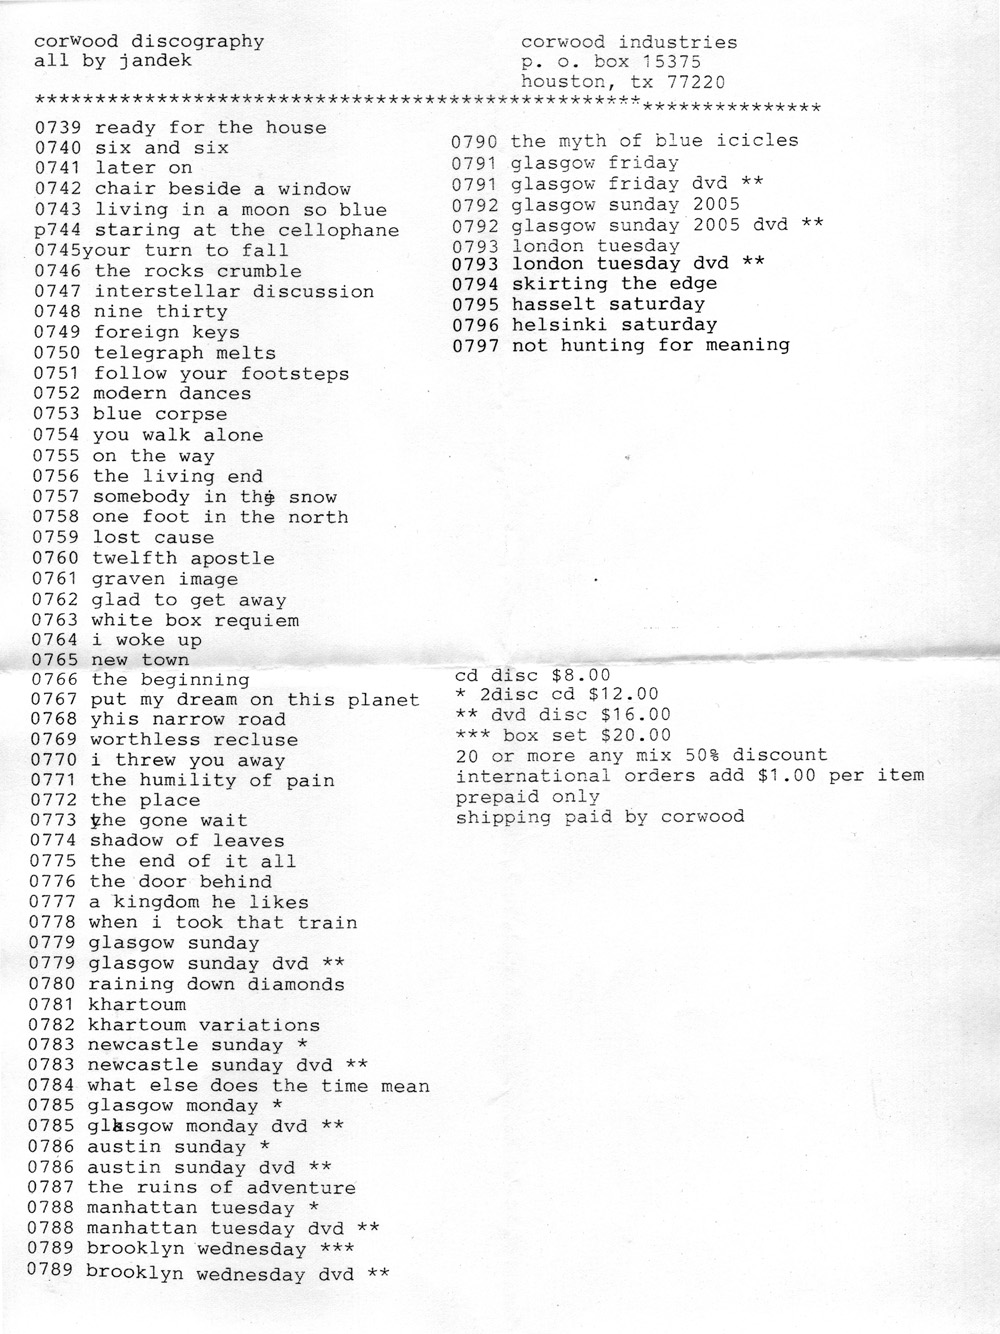 corwood discography
all by jandek
corwood industries
p. o. box 15375
houston, tx 77220
*****************************************************************
0739 ready for the house
0740 six and six
0741 later on
0742 chair beside a window
0743 living in a moon so blue
p744 staring at the cellophane
0745your turn to fall
0746 the rocks crumble
0747 interstellar discussion
0748 nine thirty
0749 foreign keys
0750 telegraph melts
0751 follow your footsteps
0752 modern dances
0753 blue corpse
0754 you walk alone
0755 on the way
0756 the living end
0757 somebody in the snow
0758 one foot in the north
0759 lost cause
0760 twelfth apostle
0761 graven image
0762 glad to get away
0763 white box requiem
0764 i woke up
0765 new town
0766 the beginning
0767 put my dream on this planet
0768 yhis narrow road
0769 worthless recluse
0770 i threw you away
0771 the humility of pain
0772 the place
0773 the gone wait
0774 shadow of leaves
0775 the end of it all
0776 the door behind
0777 a kingdom he likes
0778 when i took that train
0779 glasgow sunday
0779 glasgow sunday dvd **
0780 raining down diamonds
0781 khartoum
0782 khartoum variations
0783 newcastle sunday *
0783 newcastle sunday dvd **
0784 what else does the time mean
0785 glasgow monday *
0785 glasgow monday dvd **
0786 austin sunday *
0786 austin sunday dvd **
0787 the ruins of adventure
0788 manhattan tuesday *
0788 manhattan tuesday dvd **
0789 brooklyn wednesday ***
0789 brooklyn wednesday dvd **
0790 the myth of blue icicles
0791 glasgow friday
0791 glasgow friday dvd **
0792 glasgow sunday 2005
0792 glasgow sunday 2005 dvd **
0793 london tuesday
0793 london tuesday dvd **
0794 skirting the edge
0795 hasselt saturday
0796 helsinki saturday
0797 not hunting for meaning
cd disc $8.00
* 2disc cd $12.00
** dvd disc $16.00
*** box set $20.00
20 or more any mix 50% discount
international orders add $1.00 per item
prepaid only
shipping paid by corwood